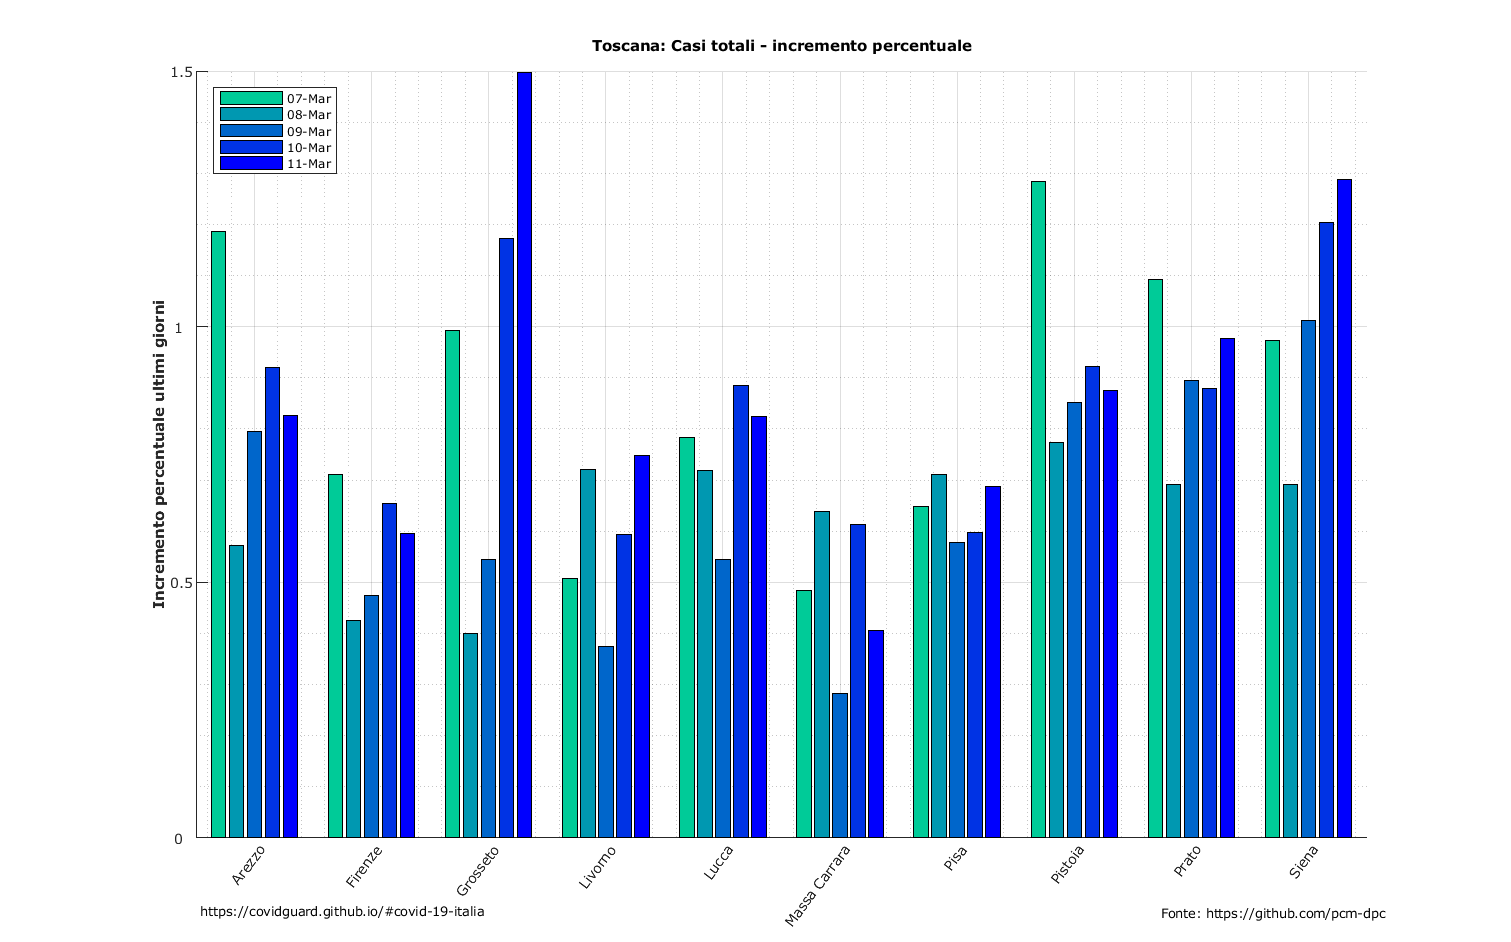 Toscana: Casi totali - incremento percentuale
1.5
1
0.5
0
Incremento percentuale ultimi giorni
07-Mar
08-Mar
09-Mar
10-Mar
11-Mar
Arezzo
Firenze
Grosseto
Livorno
Lucca
Massa Carrara
Pisa
Pistoia
Prato
Siena
https://covidguard.github.io/#covid-19-italia
Fonte: https://github.com/pcm-dpc